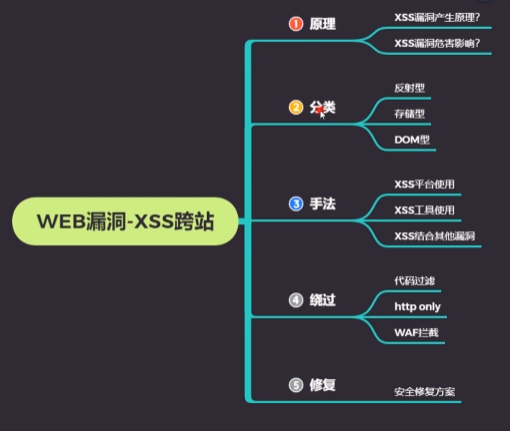 WEB漏洞-XSS跨站
1 原理
XSS漏洞产生原理?
XSS漏洞危害影响?
2 分类
反射型
存储型
DOM型
3 手法
XSS平台使用
XSS工具使用
XSS结合其他漏洞
4 绕过
代码过滤
http only
WAF拦截
5 修复
安全修复方案